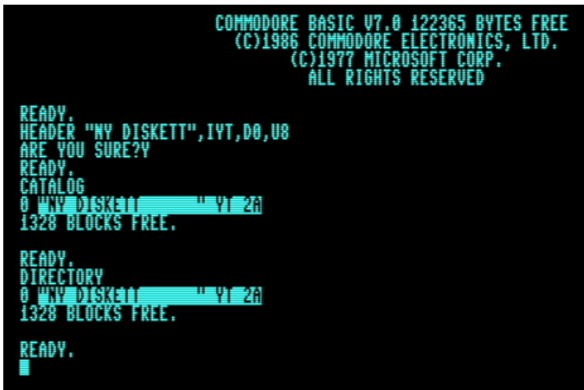 COMMODORE BASIC V7.0 122365 BYTES FREE
(C)1986 COMMODORE ELECTRONICS, LTD.
(C)1977 MICROSOFT CORP.
ALL RIGHTS RESERVED
READY.
HEADER "NY DISKETT",IYT,D0,U8
ARE YOU SURE?Y
READY.
CATALOG
0 "NY DISKETT      " YT 2A
1328 BLOCKS FREE.
READY.
DIRECTORY
0 "NY DISKETT      " YT 2A
1328 BLOCKS FREE.
READY.